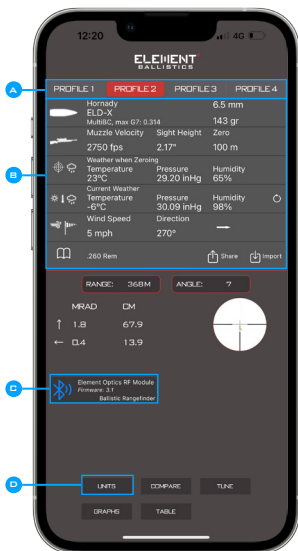 12:20 4G
ELEMENT
BALLISTICS
A
PROFILE 1 PROFILE 2 PROFILE 3 PROFILE 4
Hornady 6.5 mm
ELD-X
MultiBC, max G7: 0.314 143 gr
Muzzle Velocity Sight Height Zero
2750 fps 2.17" 100 m
B
Weather when Zeroing
Temperature Pressure Humidity
23°C 29.20 inHg 65%
Current Weather
Temperature Pressure Humidity
-6°C 30.09 inHg 98%
Wind Speed Direction
5 mph 270°
.260 Rem Share Import
RANGE: 368M ANGLE: 7
MRAD CM
↑ 1.8 67.9
← 0.4 13.9
C
Element Optics RF Module
Firmware: 3.1
Ballistic Rangefinder
D
UNITS COMPARE TUNE
GRAPHS TABLE